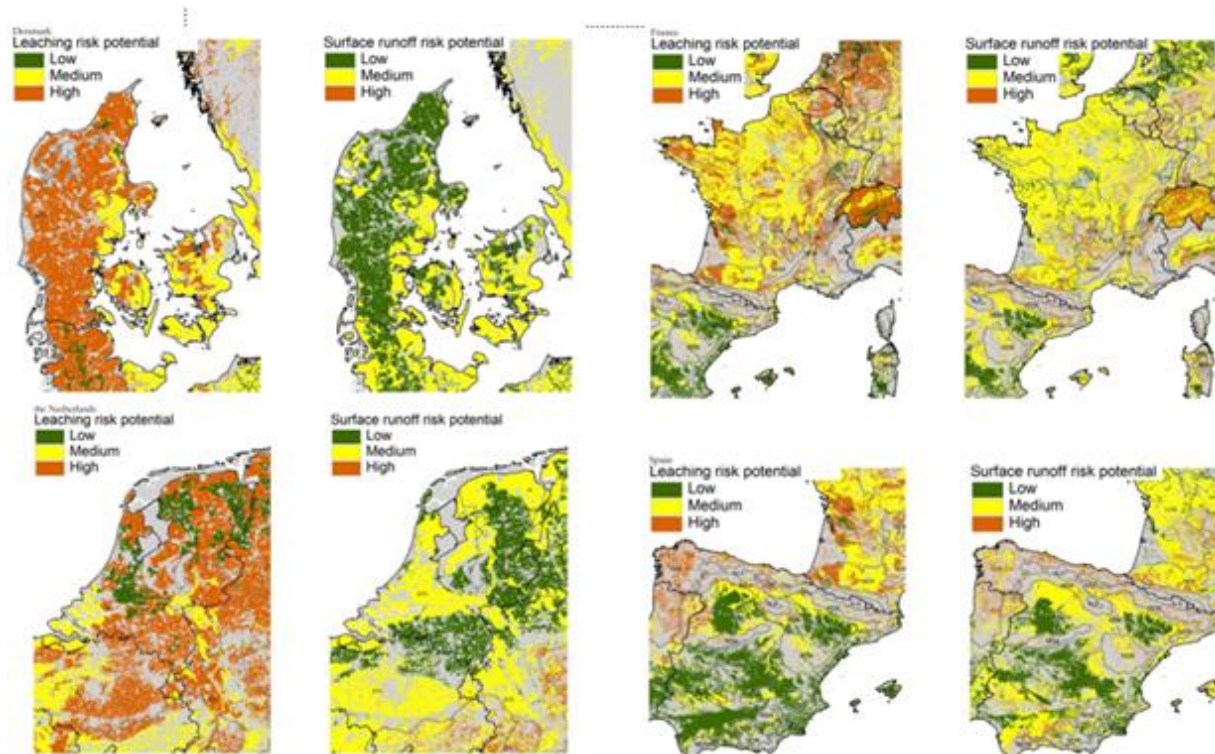 Denmark
Leaching risk potential
Low
Medium
High
Surface runoff risk potential
Low
Medium
High
France
Leaching risk potential
Low
Medium
High
Surface runoff risk potential
Low
Medium
High
the Netherlands
Leaching risk potential
Low
Medium
High
Surface runoff risk potential
Low
Medium
High
Spain
Leaching risk potential
Low
Medium
High
Surface runoff risk potential
Low
Medium
High